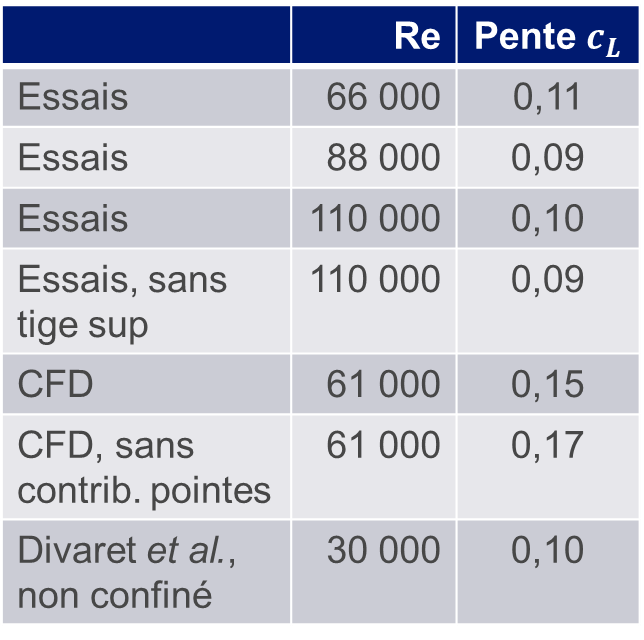 Re Pente c_L
Essais 66 000 0,11
Essais 88 000 0,09
Essais 110 000 0,10
Essais, sans 110 000 0,09
tige sup
CFD 61 000 0,15
CFD, sans 61 000 0,17
contrib. pointes
Divaret et al., 30 000 0,10
non confiné